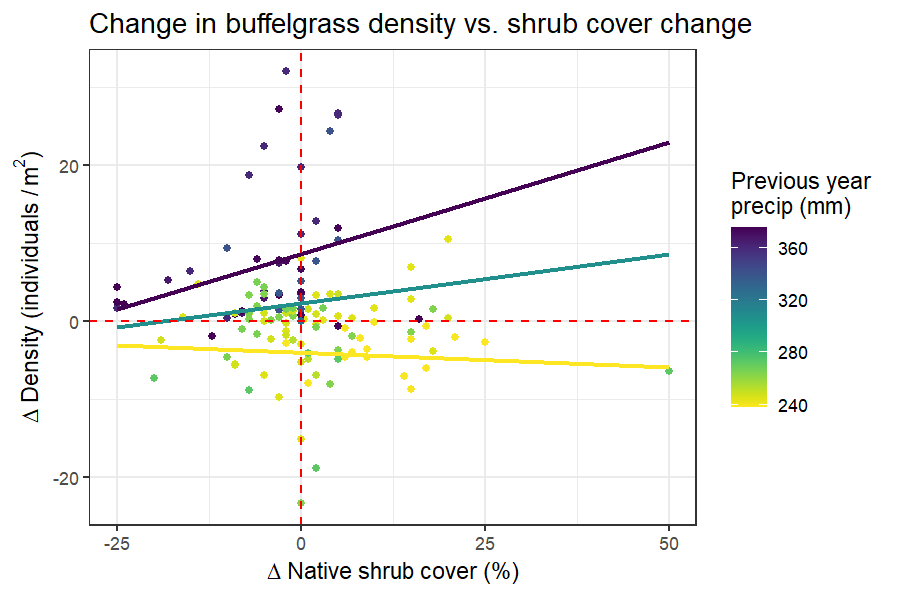 Change in buffelgrass density vs. shrub cover change
Δ Density (individuals / m²)
20
0
-20
-25
0
25
50
Δ Native shrub cover (%)
Previous year
precip (mm)
360
320
280
240